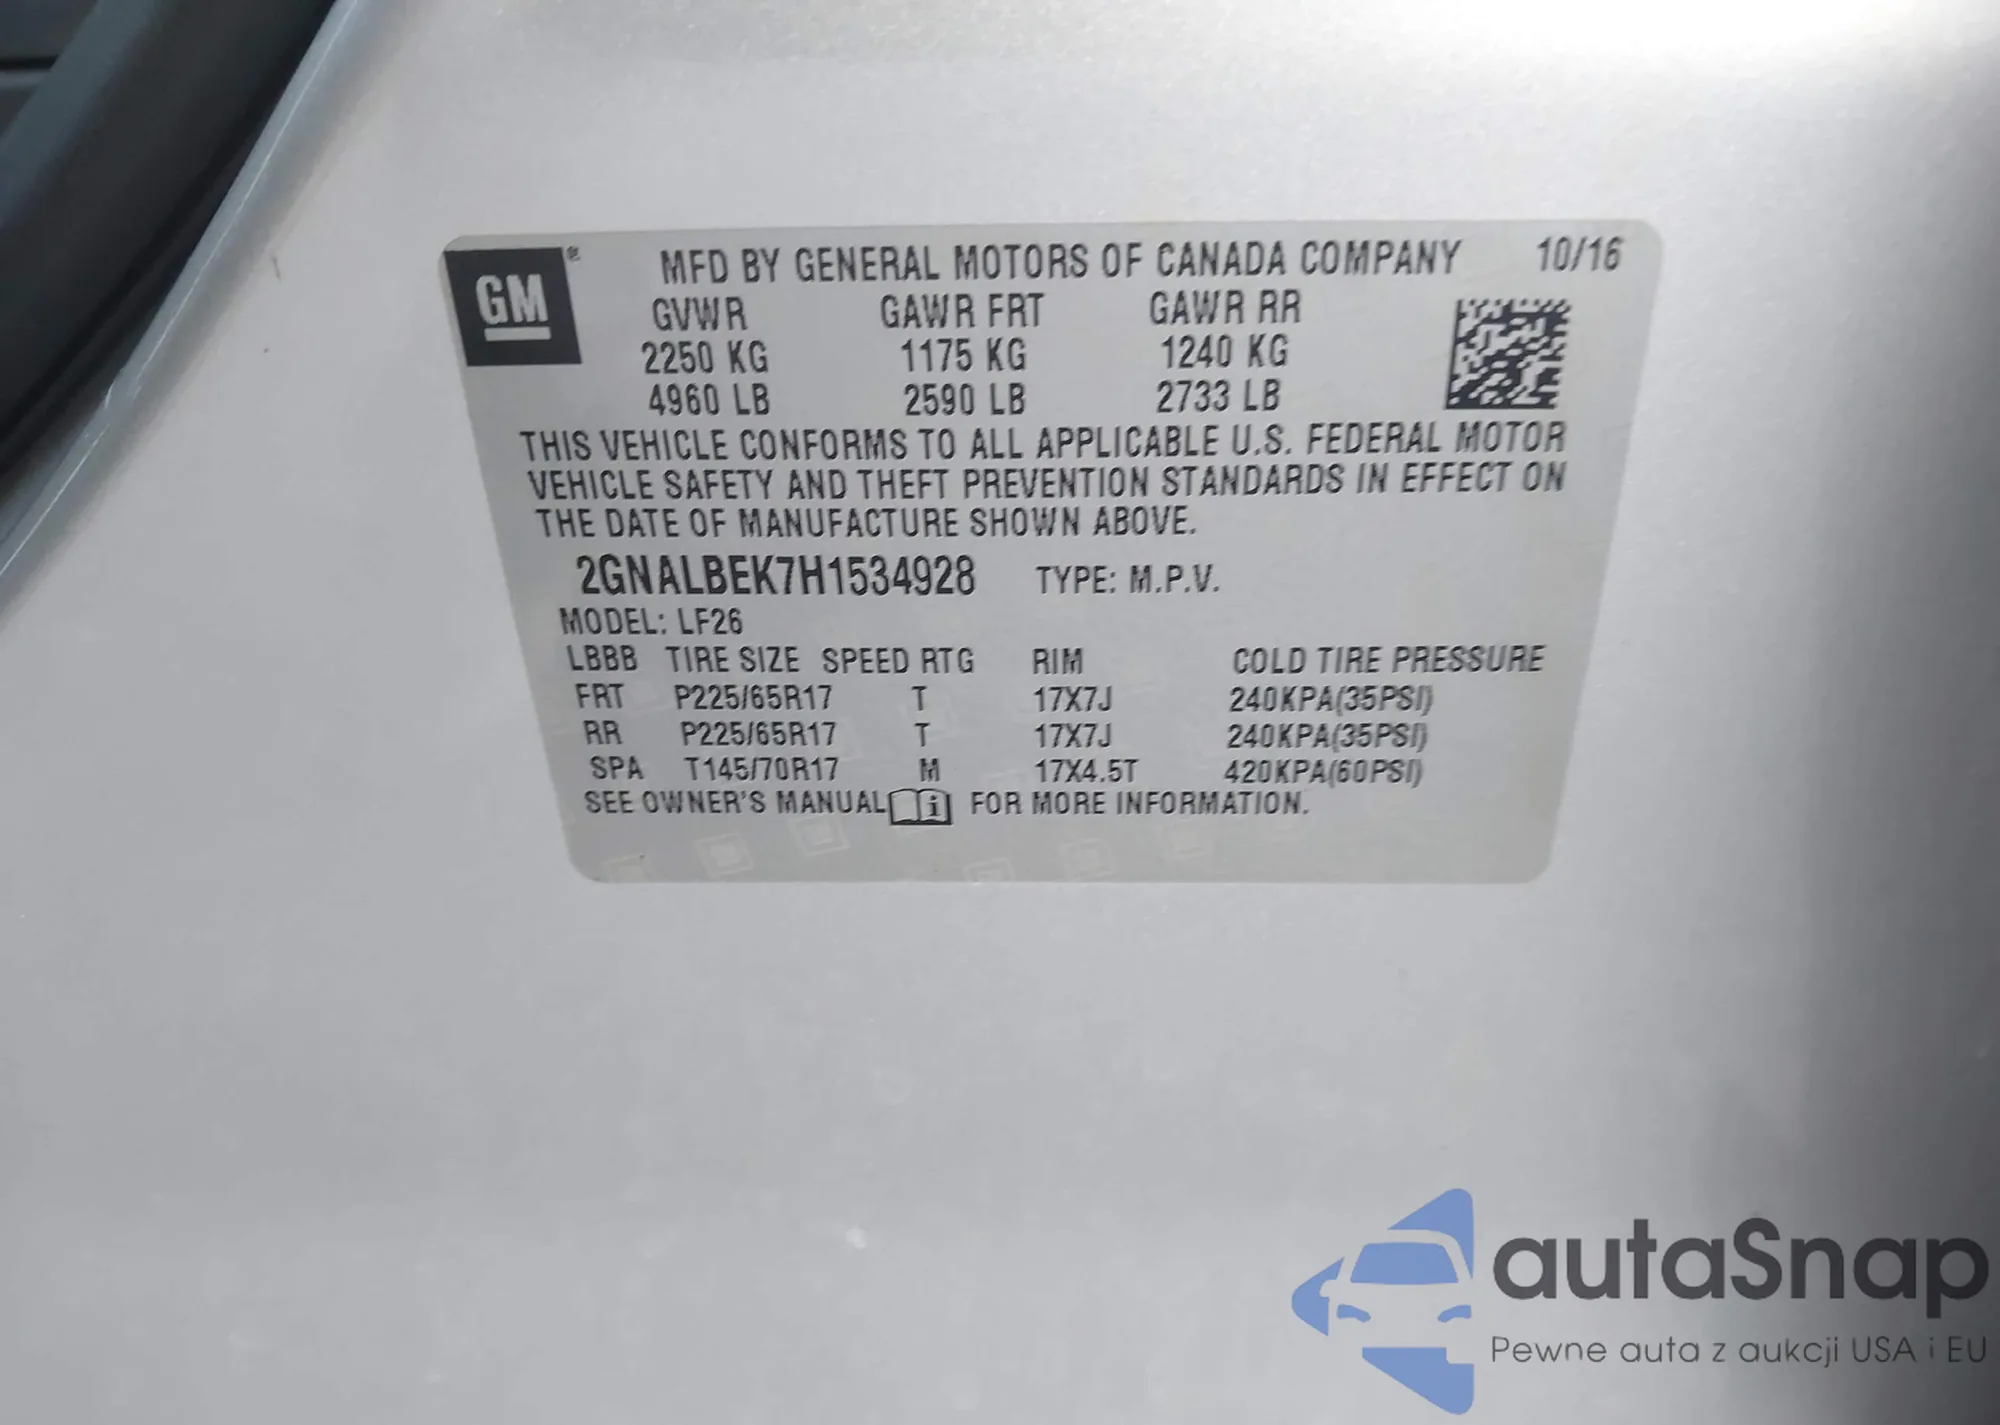 GM ® MFD BY GENERAL MOTORS OF CANADA COMPANY 10/16
GVWR GAWR FRT GAWR RR
2250 KG 1175 KG 1240 KG
4960 LB 2590 LB 2733 LB
THIS VEHICLE CONFORMS TO ALL APPLICABLE U.S. FEDERAL MOTOR
VEHICLE SAFETY AND THEFT PREVENTION STANDARDS IN EFFECT ON
THE DATE OF MANUFACTURE SHOWN ABOVE.
2GNALBEK7H1534928 TYPE: M.P.V.
MODEL: LF26
LBBB TIRE SIZE SPEED RTG RIM COLD TIRE PRESSURE
FRT P225/65R17 T 17X7J 240KPA(35PSI)
RR P225/65R17 T 17X7J 240KPA(35PSI)
SPA T145/70R17 M 17X4.5T 420KPA(60PSI)
SEE OWNER'S MANUAL i FOR MORE INFORMATION.
autaSnap
Pewne auta z aukcji USA i EU